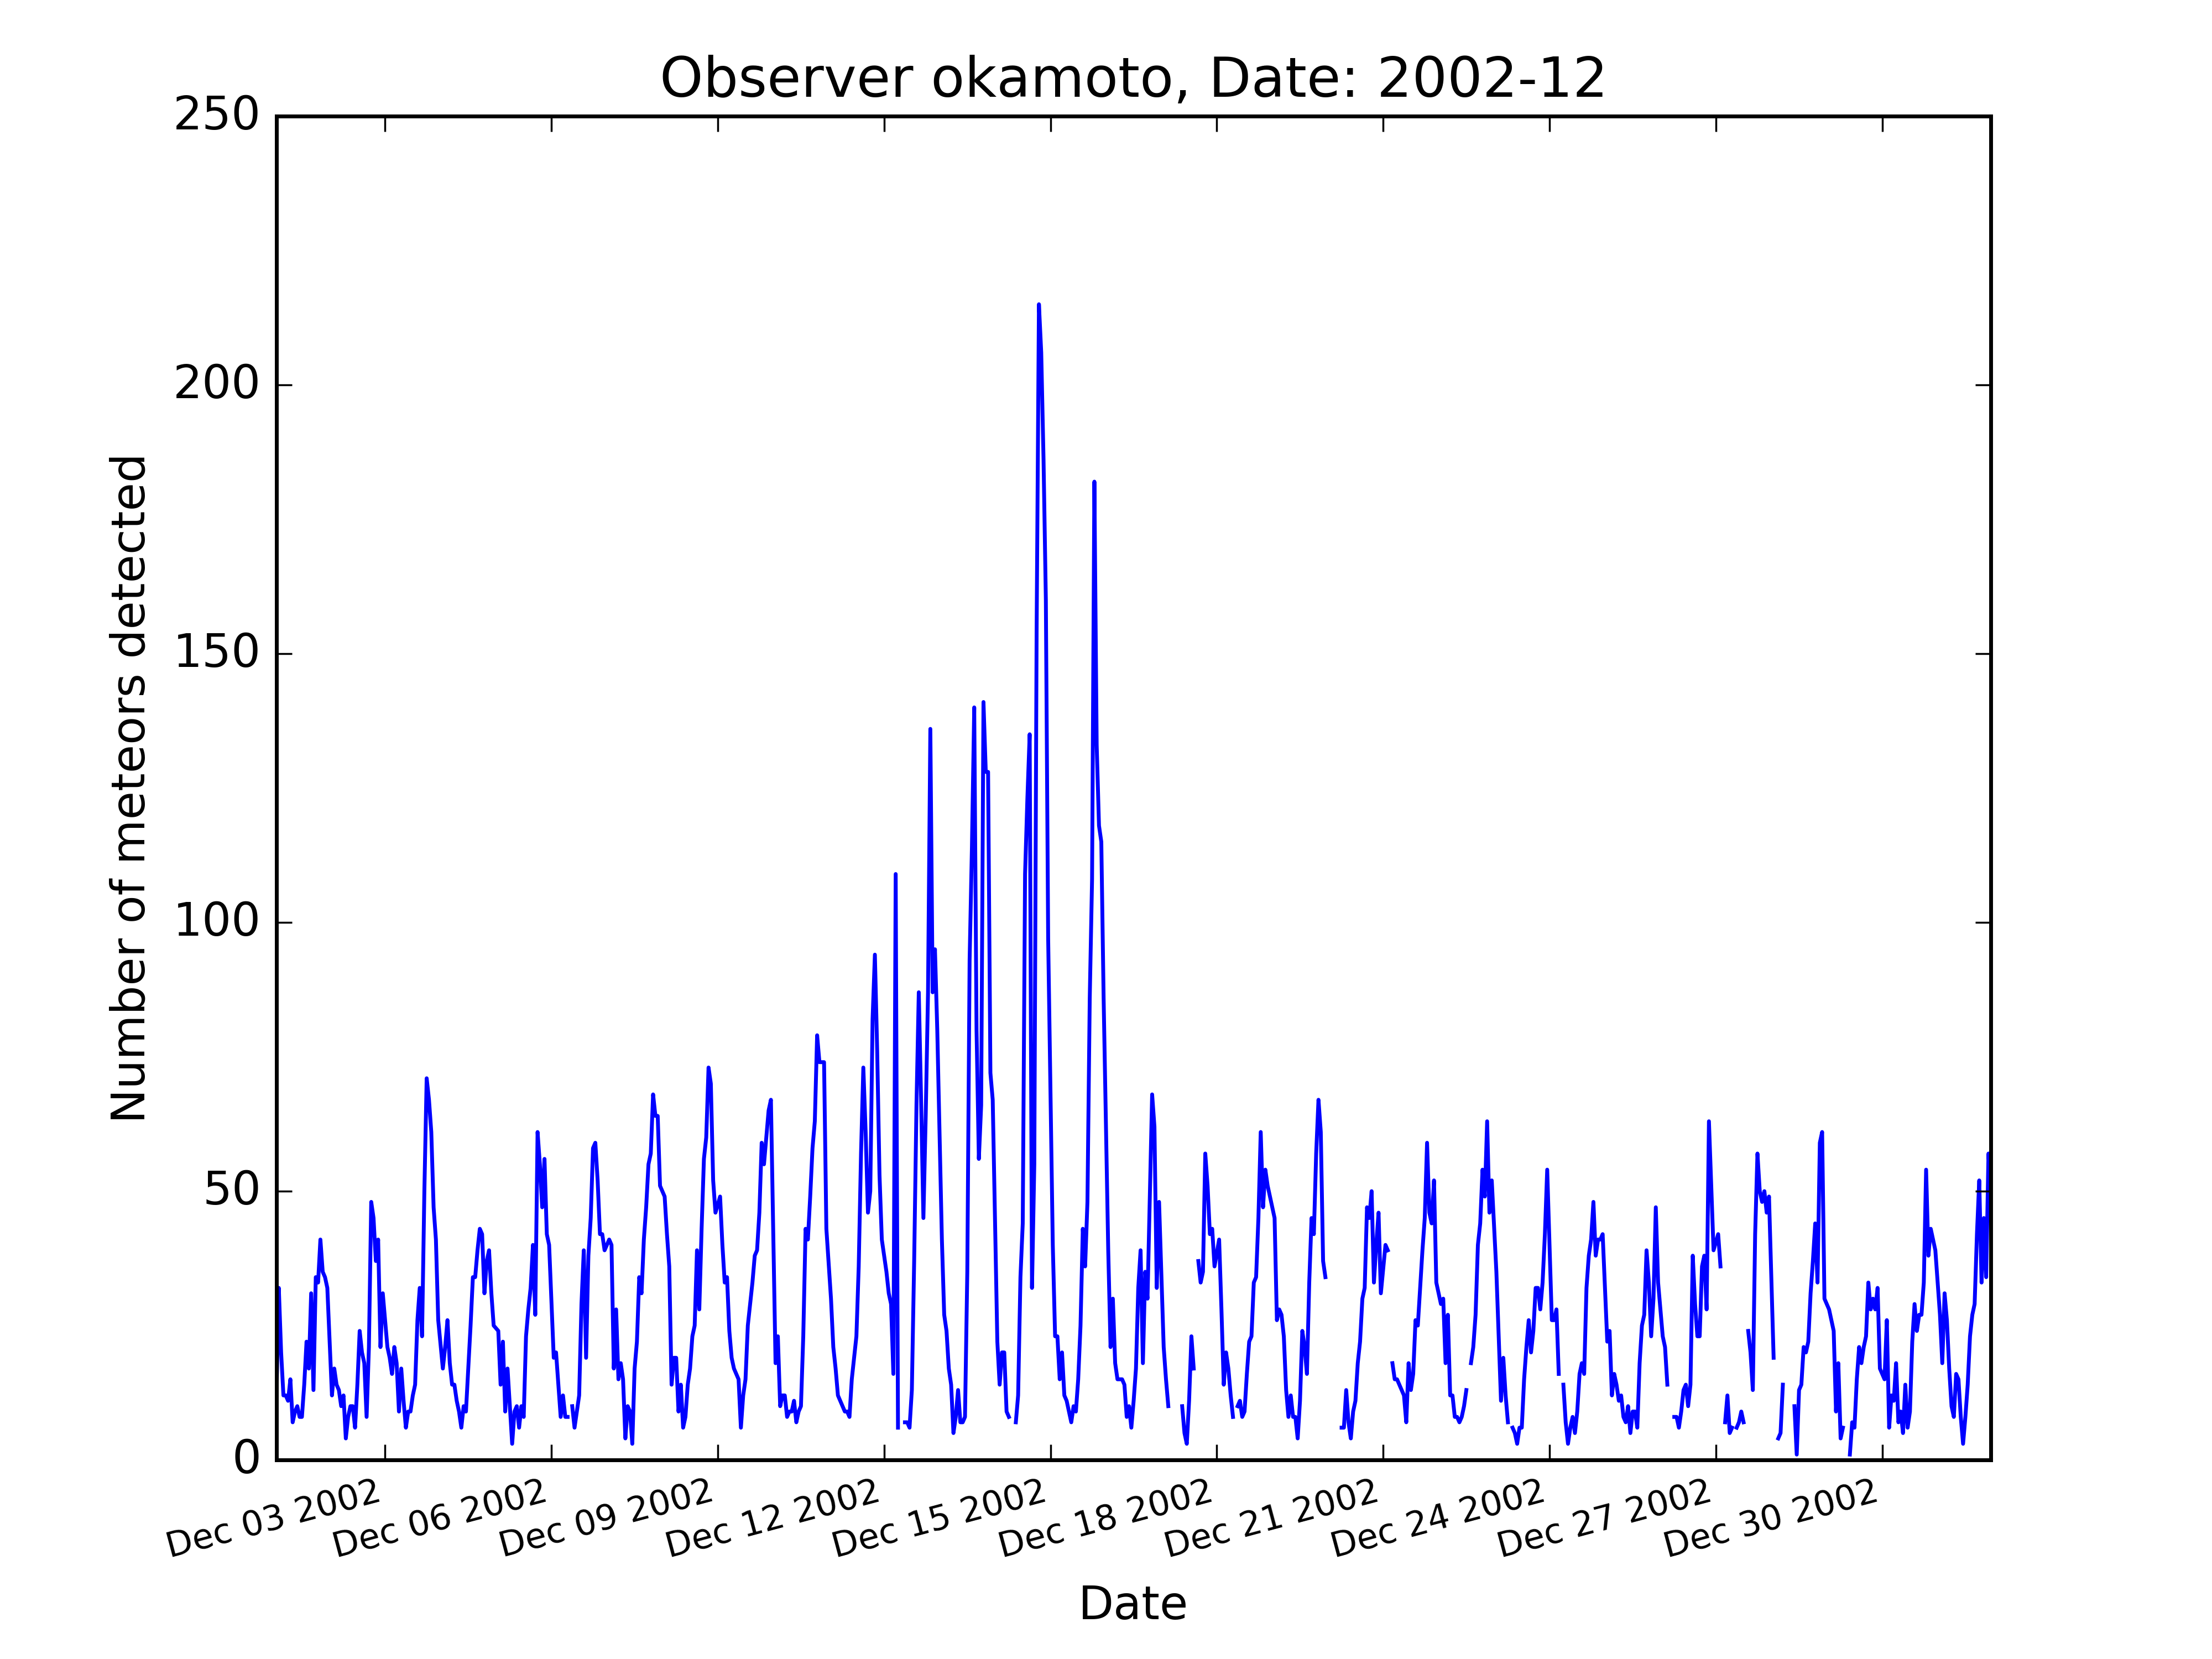 Observer okamoto, Date: 2002-12
250
200
150
100
50
0
Number of meteors detected
Dec 03 2002
Dec 06 2002
Dec 09 2002
Dec 12 2002
Dec 15 2002
Dec 18 2002
Dec 21 2002
Dec 24 2002
Dec 27 2002
Dec 30 2002
Date